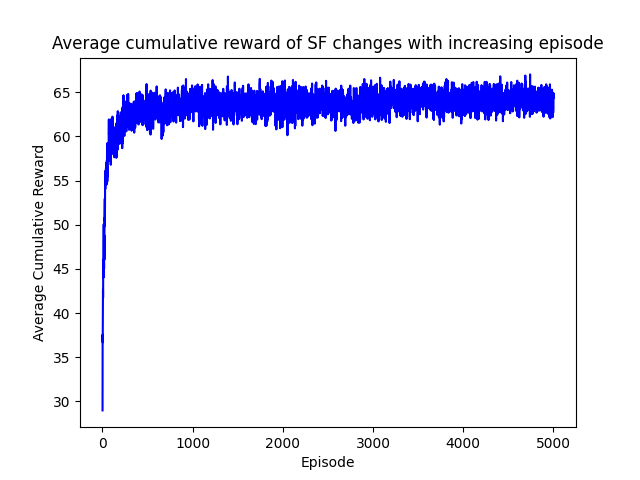 Average cumulative reward of SF changes with increasing episode
Average Cumulative Reward
65
60
55
50
45
40
35
30
0 1000 2000 3000 4000 5000
Episode